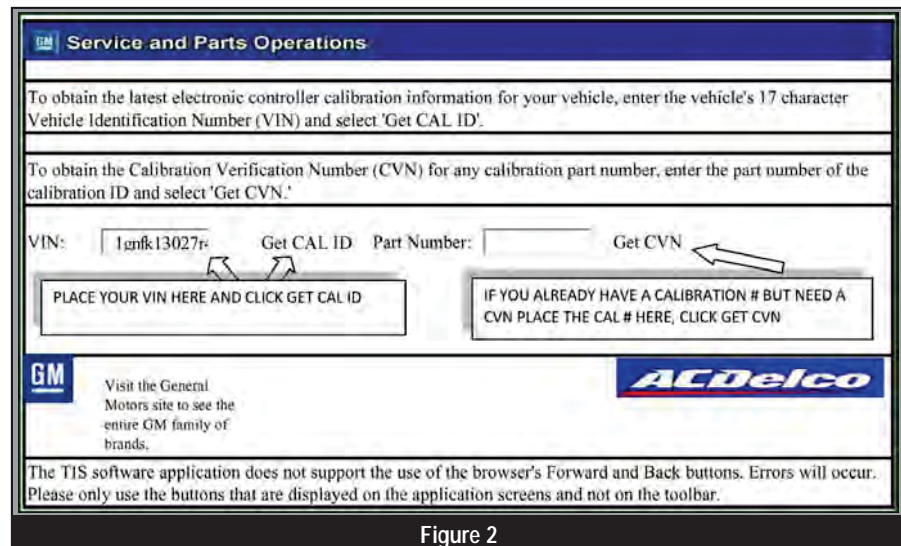 GM Service and Parts Operations
To obtain the latest electronic controller calibration information for your vehicle, enter the vehicle's 17 character
Vehicle Identification Number (VIN) and select 'Get CAL ID'.
To obtain the Calibration Verification Number (CVN) for any calibration part number, enter the part number of the
calibration ID and select 'Get CVN.'
VIN: 1gnfk13027r Get CAL ID Part Number: Get CVN
PLACE YOUR VIN HERE AND CLICK GET CAL ID
IF YOU ALREADY HAVE A CALIBRATION # BUT NEED A
CVN PLACE THE CAL # HERE, CLICK GET CVN
GM
Visit the General
Motors site to see the
entire GM family of
brands.
ACDelco
The TIS software application does not support the use of the browser's Forward and Back buttons. Errors will occur.
Please only use the buttons that are displayed on the application screens and not on the toolbar.
Figure 2